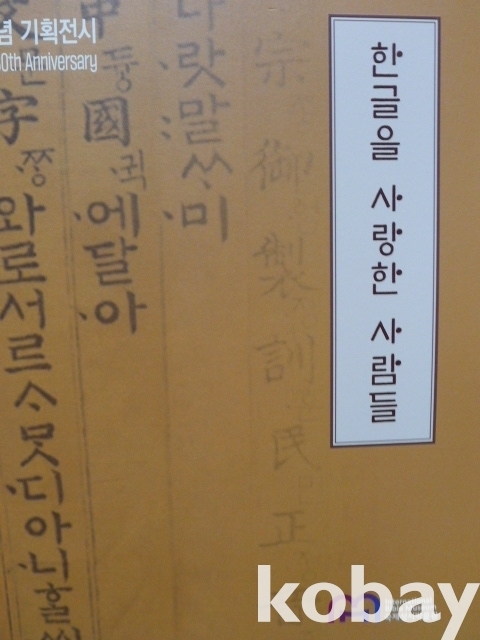 념 기획전시
60th Anniversary
한글을 사랑한 사람들
宗 御製訓民正
나랏말ᄊᆞ미
中듕國귁에달아
字ᄍᆞᆼ와로서르ᄉᆞᄆᆞᆺ디아니ᄒᆞᆯᄊᆡ
kobay